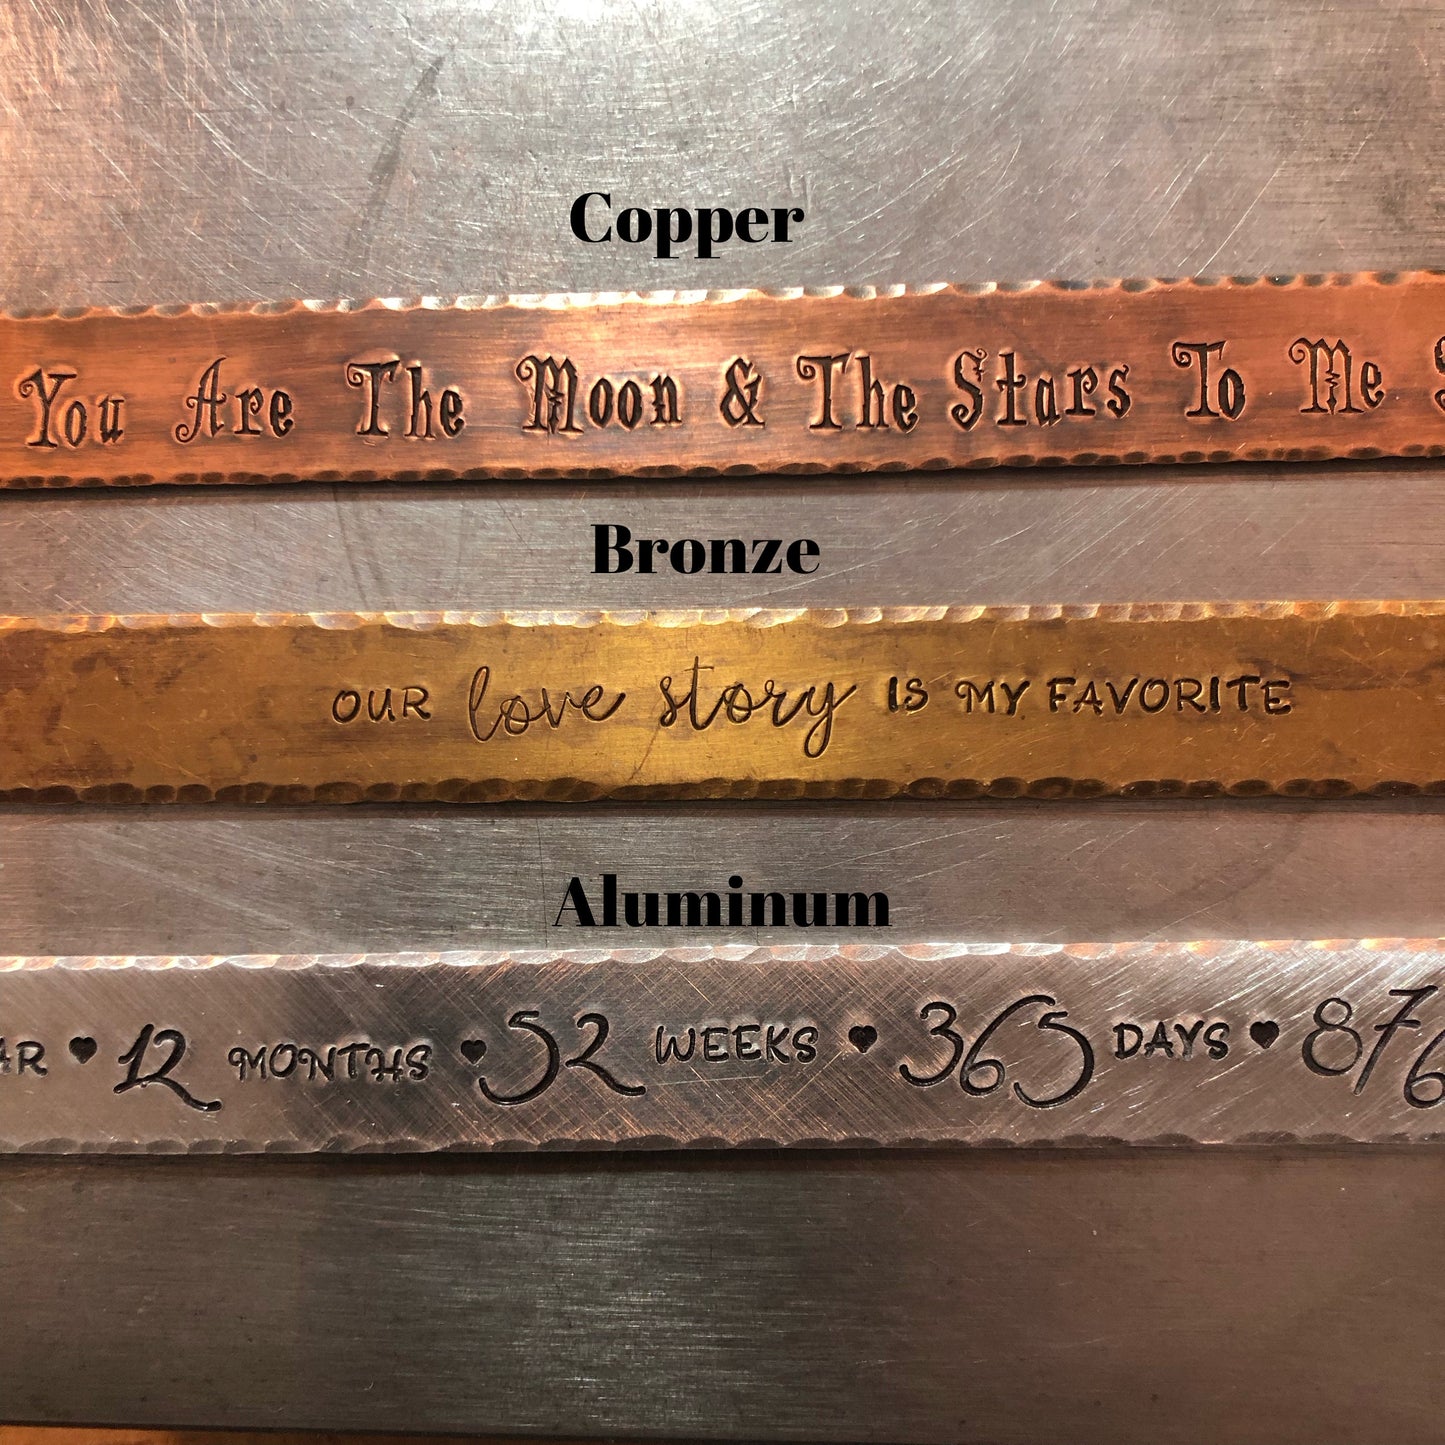 Copper
You Are The Moon & The Stars To Me
Bronze
OUR love story IS MY FAVORITE
Aluminum
♥ 12 MONTHS ♥ 52 WEEKS ♥ 365 DAYS ♥